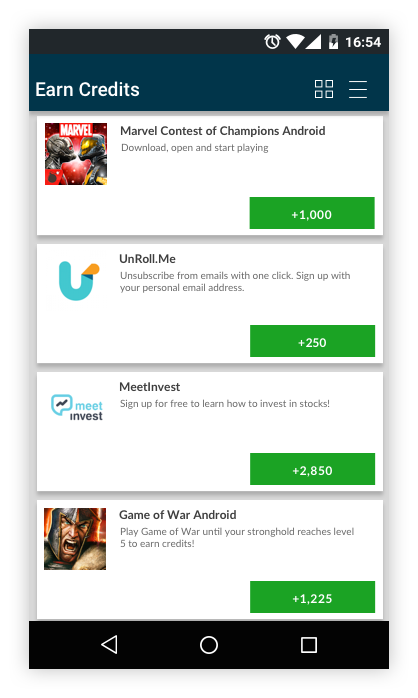 16:54
Earn Credits
MARVEL
Marvel Contest of Champions Android
Download, open and start playing
+1,000
UnRoll.Me
Unsubscribe from emails with one click. Sign up with
your personal email address.
+250
MeetInvest
meet
invest
Sign up for free to learn how to invest in stocks!
+2,850
Game of War Android
Play Game of War until your stronghold reaches level
5 to earn credits!
+1,225